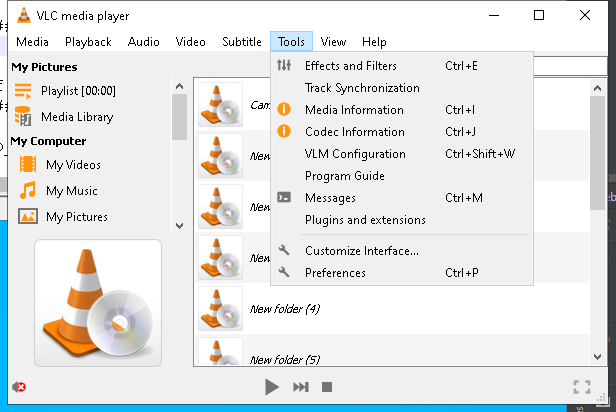 VLC media player
Media Playback Audio Video Subtitle Tools View Help
My Pictures
Playlist [00:00]
Media Library
My Computer
My Videos
My Music
My Pictures
Effects and Filters Ctrl+E
Track Synchronization
Media Information Ctrl+I
Codec Information Ctrl+J
VLM Configuration Ctrl+Shift+W
Program Guide
Messages Ctrl+M
Plugins and extensions
Customize Interface...
Preferences Ctrl+P
Cam
New
New
New
New folder (4)
New folder (5)